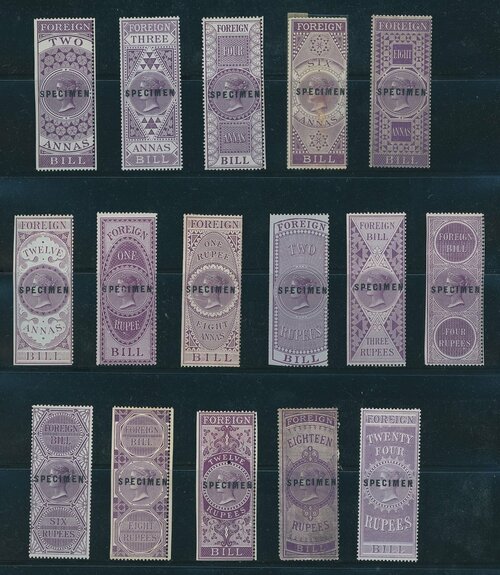 FOREIGN
TWO
SPECIMEN
ANNAS
BILL
FOREIGN
THREE
SPECIMEN
ANNAS
BILL
FOREIGN
FOUR
SPECIMEN
ANNAS
BILL
FOREIGN
SIX
SPECIMEN
ANNAS
BILL
FOREIGN
EIGHT
SPECIMEN
ANNAS
BILL
FOREIGN
TWELVE
SPECIMEN
ANNAS
BILL
FOREIGN
ONE
SPECIMEN
RUPEE
BILL
FOREIGN
ONE
RUPEE
SPECIMEN
EIGHT ANNAS
BILL
FOREIGN
TWO
SPECIMEN
RUPEES
BILL
FOREIGN
BILL
SPECIMEN
THREE
RUPEES
FOREIGN
BILL
SPECIMEN
FOUR
RUPEES
FOREIGN
BILL
SPECIMEN
SIX
RUPEES
FOREIGN
BILL
SPECIMEN
EIGHT
RUPEES
FOREIGN
TWELVE
SPECIMEN
RUPEES
BILL
FOREIGN
EIGHTEEN
SPECIMEN
RUPEES
BILL
FOREIGN
TWENTY
FOUR
SPECIMEN
RUPEES
BILL